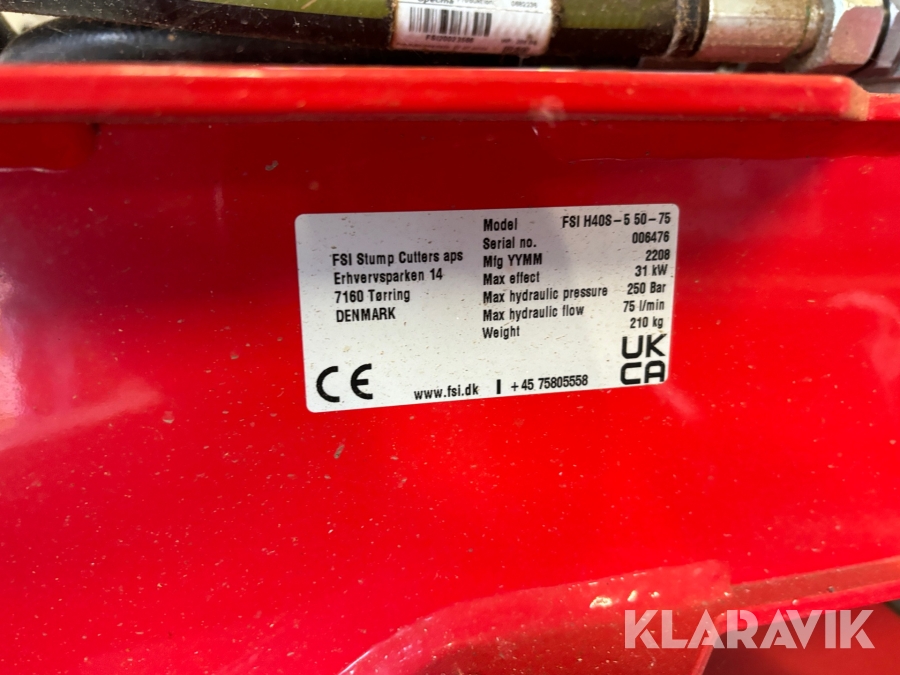 FSI Stump Cutters aps
Erhvervsparken 14
7160 Tørring
DENMARK
Model FSI H40S-5 50-75
Serial no. 006476
Mfg YYMM 2208
Max effect 31 kW
Max hydraulic pressure 250 Bar
Max hydraulic flow 75 l/min
Weight 210 kg
CE
www.fsi.dk | +45 75805558
UK
CA
KLARAVIK